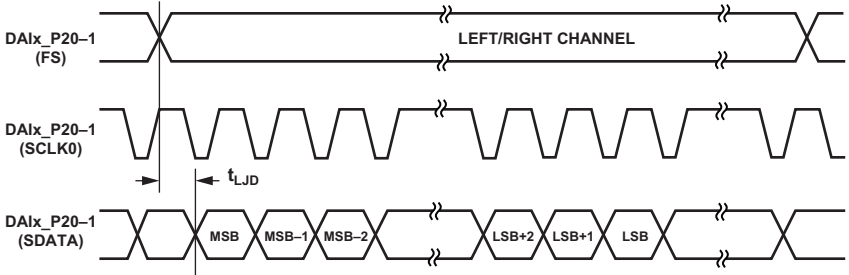 DAIx_P20–1
(FS)
LEFT/RIGHT CHANNEL
DAIx_P20–1
(SCLK0)
tLJD
DAIx_P20–1
(SDATA)
MSB
MSB–1
MSB–2
LSB+2
LSB+1
LSB